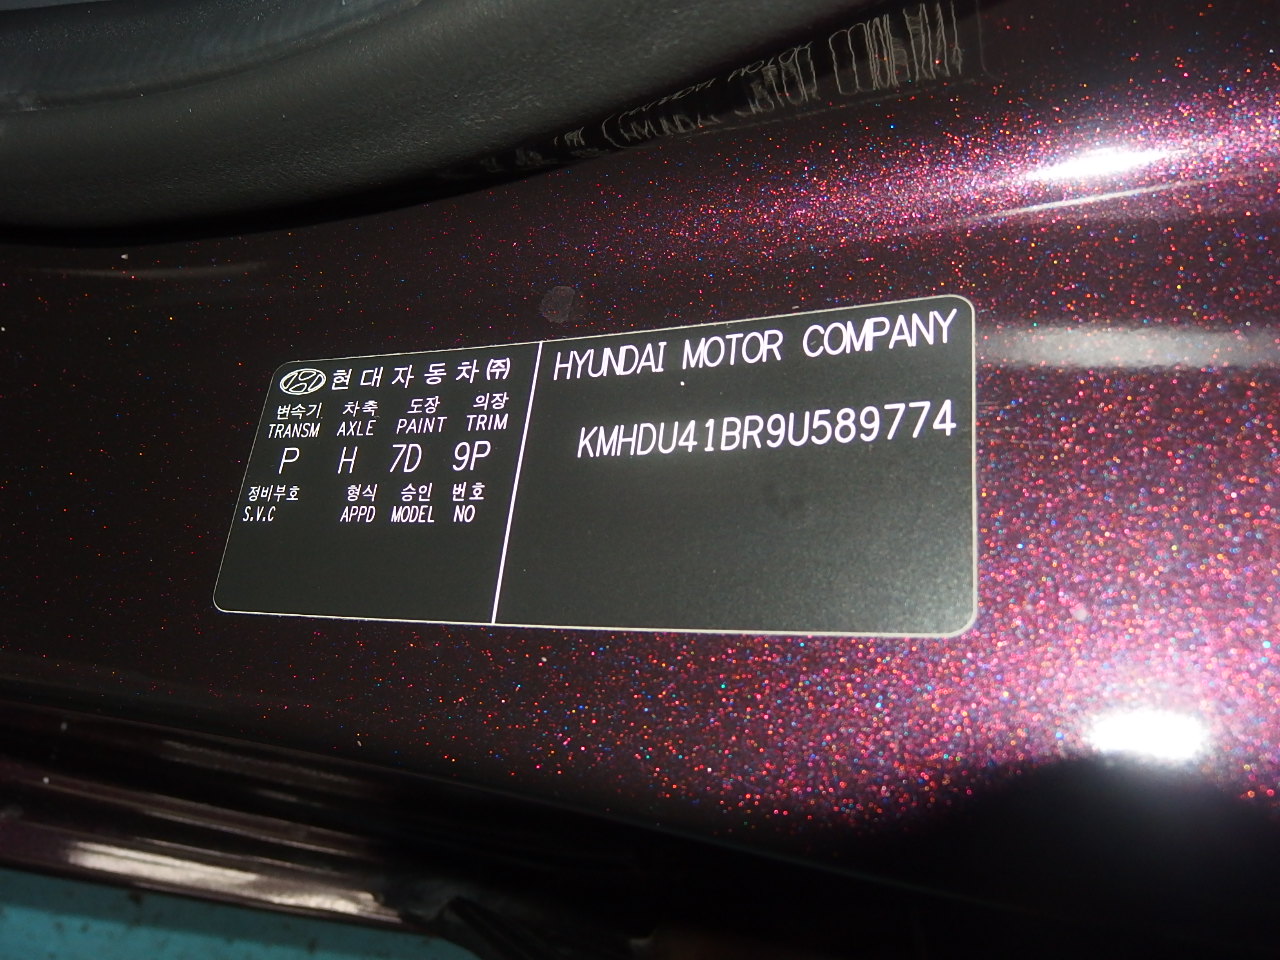 현대자동차㈜
변속기 차축 도장 의장
TRANSM AXLE PAINT TRIM
P H 7D 9P
정비부호 형식 승인 번호
S.V.C APPD MODEL NO
HYUNDAI MOTOR COMPANY
KMHDU41BR9U589774